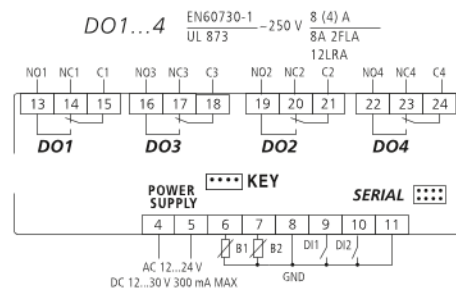 DO1...4 EN60730-1 250 V 8 (4) A
UL 873 8A 2FLA
12LRA
NO1 NC1 C1 NO3 NC3 C3 NO2 NC2 C2 NO4 NC4 C4
13 14 15 16 17 18 19 20 21 22 23 24
DO1 DO3 DO2 DO4
KEY
POWER
SUPPLY
SERIAL
4 5 6 7 8 9 10 11
B1 B2 DI1 DI2
AC 12...24 V
GND
DC 12...30 V 300 mA MAX